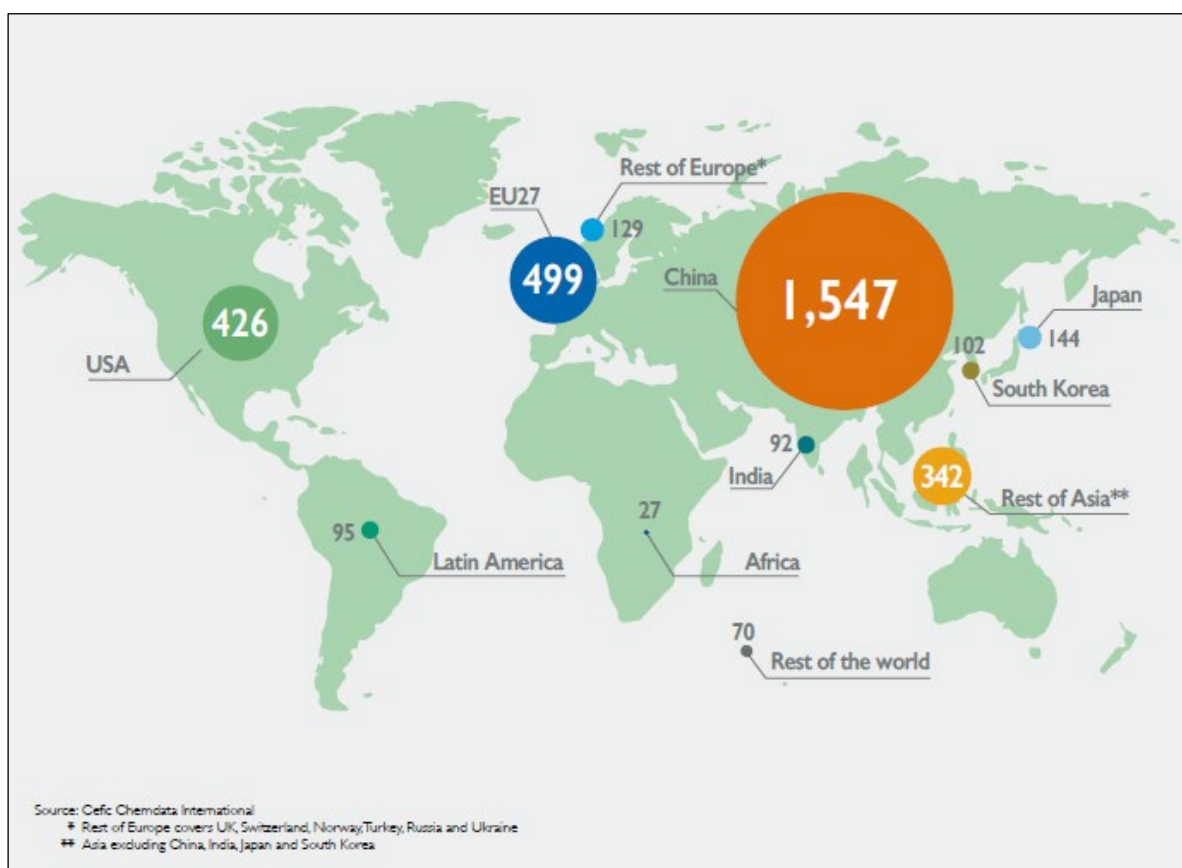 Rest of Europe*
EU27
129
499
China
1,547
426
USA
Japan
144
102
South Korea
92
India
342
Rest of Asia**
27
95
Latin America
Africa
70
Rest of the world
Source: Cefic Chemdata International
* Rest of Europe covers UK, Switzerland, Norway, Turkey, Russia and Ukraine
** Asia excluding China, India, Japan and South Korea